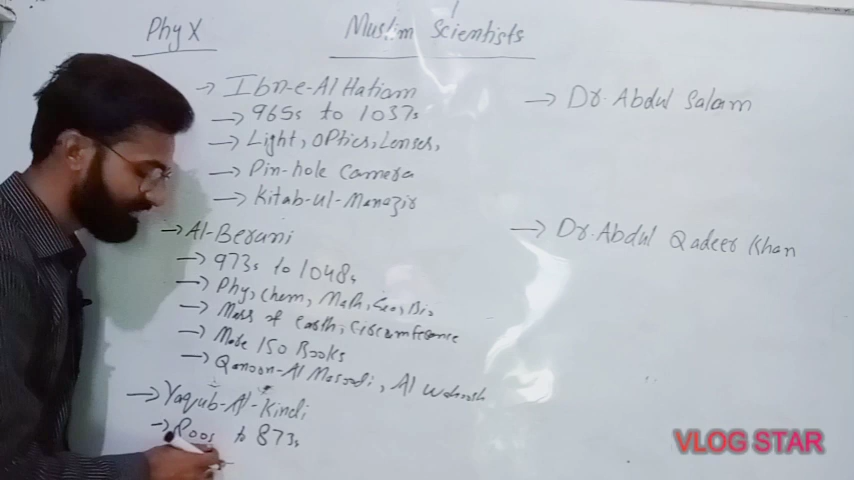 Phy X
Muslim Scientists
→ Ibn-e-Al Hatiam
→ 965s to 1037s
→ Light, Optics, Lenses,
→ Pin-hole Camera
→ Kitab-ul-Manazir
→ Al-Beruni
→ 973s to 1048s
→ Phy, Chem, Math, Geo, Bio
→ Mass of earth, circumference
→ Made 150 Books
→ Qanoon-Al Masoodi, Al
→ Yaqub-Al-Kindi
→ 800s to 873s
→ Dr. Abdul Salam
→ Dr. Abdul Qadeer Khan
VLOG STAR